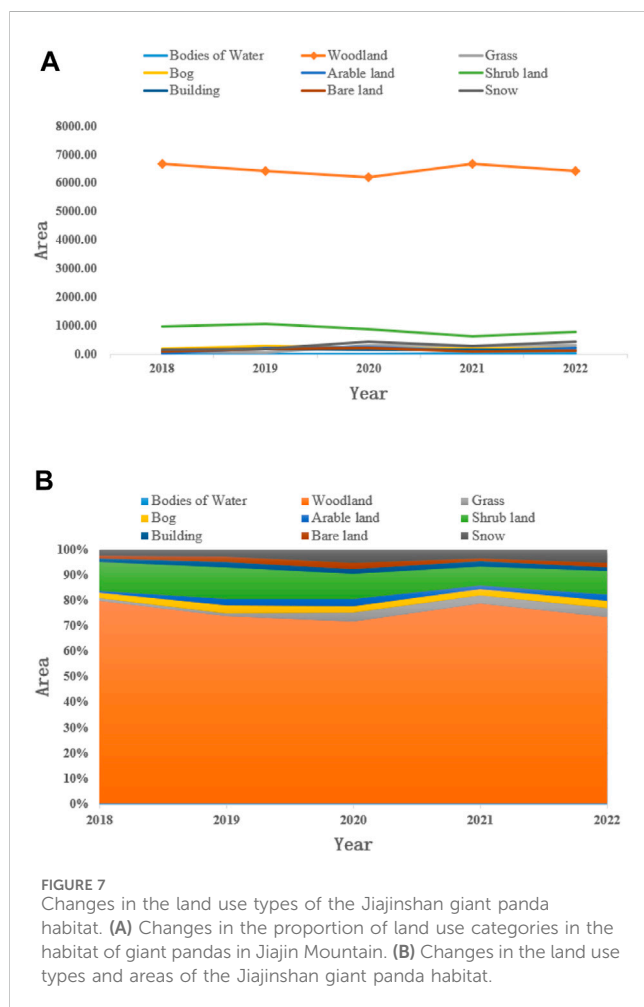 A
Bodies of Water Woodland Grass
Bog Arable land Shrub land
Building Bare land Snow
8000.00
7000.00
6000.00
5000.00
4000.00
3000.00
2000.00
1000.00
0.00
Area
2018 2019 2020 2021 2022
Year
B
Bodies of Water Woodland Grass
Bog Arable land Shrub land
Building Bare land Snow
100%
90%
80%
70%
60%
50%
40%
30%
20%
10%
0%
Area
2018 2019 2020 2021 2022
Year
FIGURE 7
Changes in the land use types of the Jiajinshan giant panda
habitat. (A) Changes in the proportion of land use categories in the
habitat of giant pandas in Jiajin Mountain. (B) Changes in the land use
types and areas of the Jiajinshan giant panda habitat.